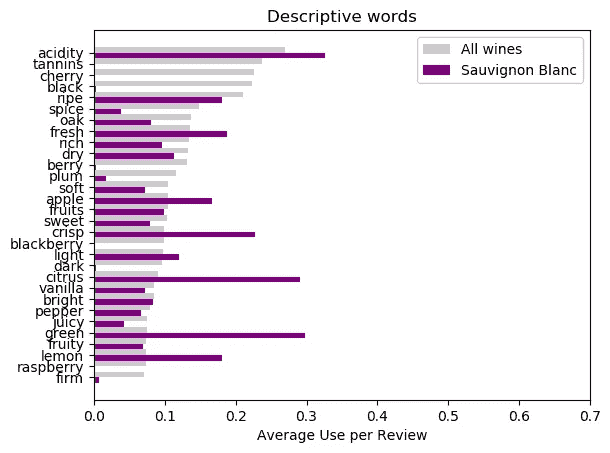 Descriptive words
All wines
Sauvignon Blanc
acidity
tannins
cherry
black
ripe
spice
oak
fresh
rich
dry
berry
plum
soft
apple
fruits
sweet
crisp
blackberry
light
dark
citrus
vanilla
bright
pepper
juicy
green
fruity
lemon
raspberry
firm
0.0 0.1 0.2 0.3 0.4 0.5 0.6 0.7
Average Use per Review